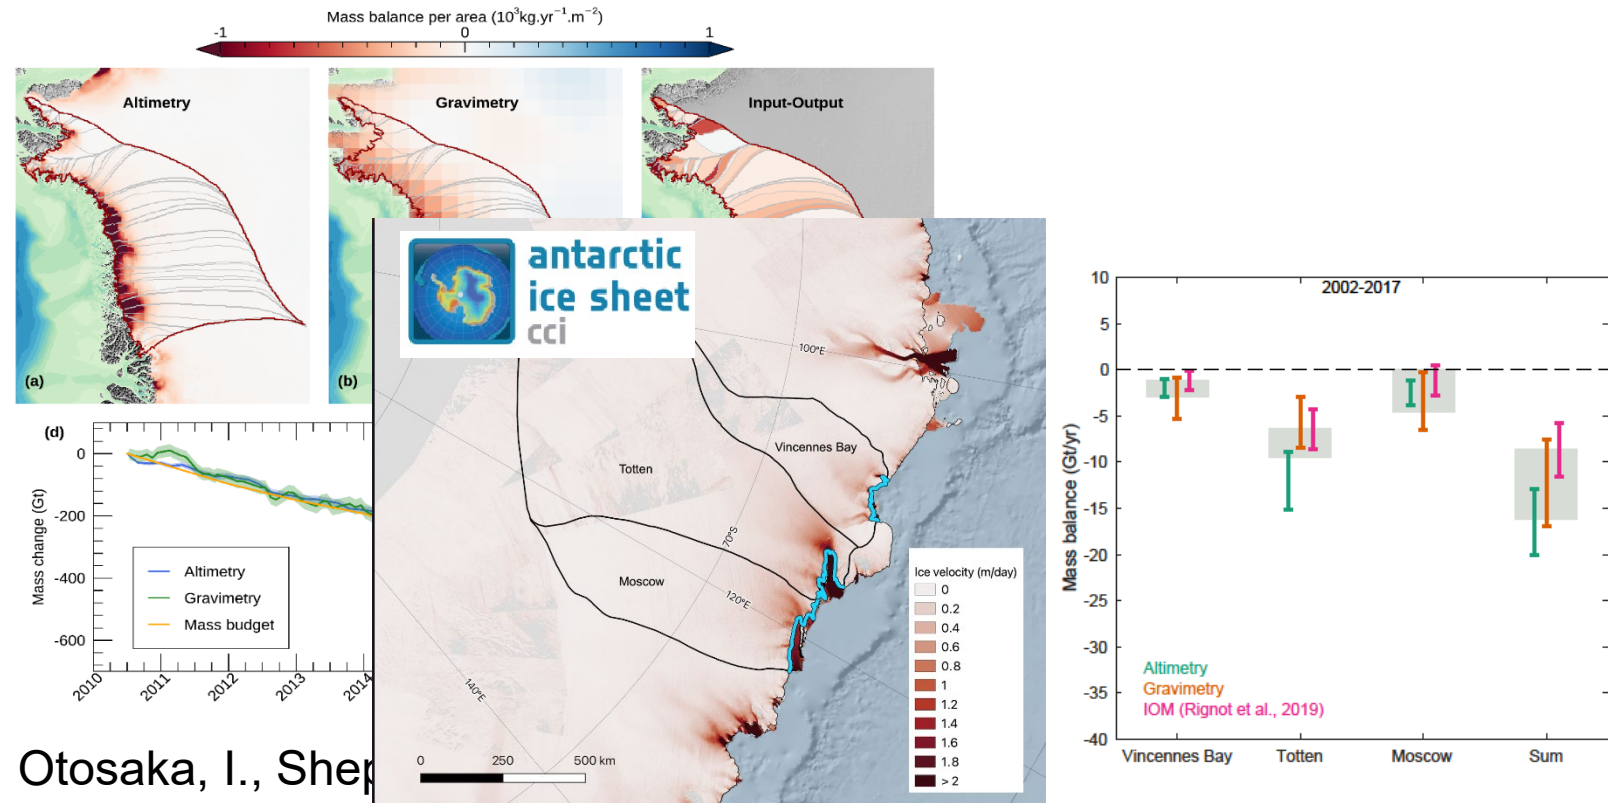 Mass balance per area (10³kg.yr⁻¹.m⁻²)
-1 0 1
Altimetry
Gravimetry
Input-Output
(a)
(b)
antarctic
ice sheet
cci
100°E
Vincennes Bay
Totten
70°S
Moscow
120°E
140°E
0 250 500 km
Ice velocity (m/day)
0
0.2
0.4
0.6
0.8
1
1.2
1.4
1.6
1.8
> 2
(d)
Mass change (Gt)
0
-200
-400
-600
Altimetry
Gravimetry
Mass budget
2010 2011 2012 2013 2014
2002-2017
Mass balance (Gt/yr)
10
5
0
-5
-10
-15
-20
-25
-30
-35
-40
Altimetry
Gravimetry
IOM (Rignot et al., 2019)
Vincennes Bay Totten Moscow Sum
Otosaka, I., Shep